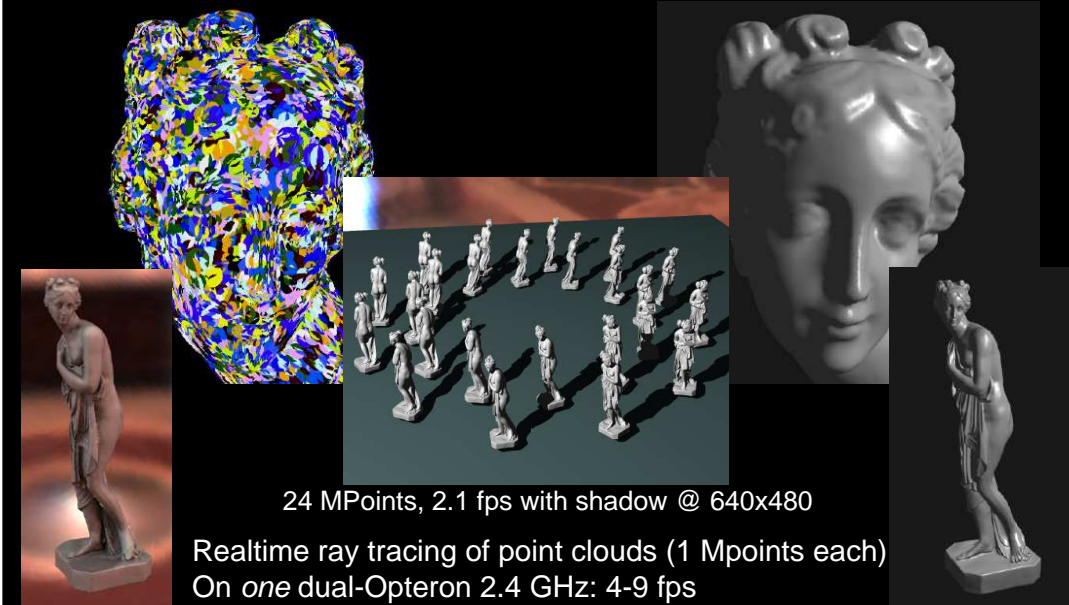 24 MPoints, 2.1 fps with shadow @ 640x480
Realtime ray tracing of point clouds (1 Mpoints each)
On one dual-Opteron 2.4 GHz: 4-9 fps